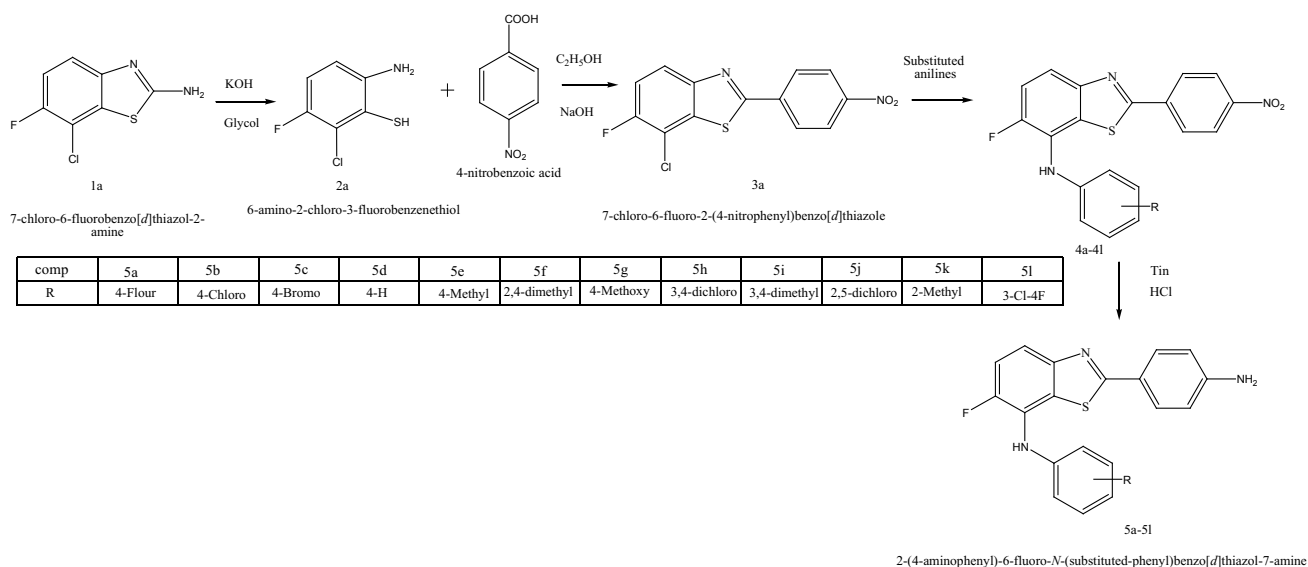 COOH
N
NH2
S
F
Cl
1a
7-chloro-6-fluorobenzo[d]thiazol-2-
amine
KOH
Glycol
NH2
SH
F
Cl
2a
6-amino-2-chloro-3-fluorobenzenethiol
+
NO2
4-nitrobenzoic acid
C2H5OH
NaOH
N
S
NO2
F
Cl
3a
7-chloro-6-fluoro-2-(4-nitrophenyl)benzo[d]thiazole
Substituted
anilines
N
S
NO2
F
HN
R
4a-4l
comp 5a 5b 5c 5d 5e 5f 5g 5h 5i 5j 5k 5l
R 4-Flour 4-Chloro 4-Bromo 4-H 4-Methyl 2,4-dimethyl 4-Methoxy 3,4-dichloro 3,4-dimethyl 2,5-dichloro 2-Methyl 3-Cl-4F
Tin
HCl
N
S
NH2
F
HN
R
5a-5l
2-(4-aminophenyl)-6-fluoro-N-(substituted-phenyl)benzo[d]thiazol-7-amine